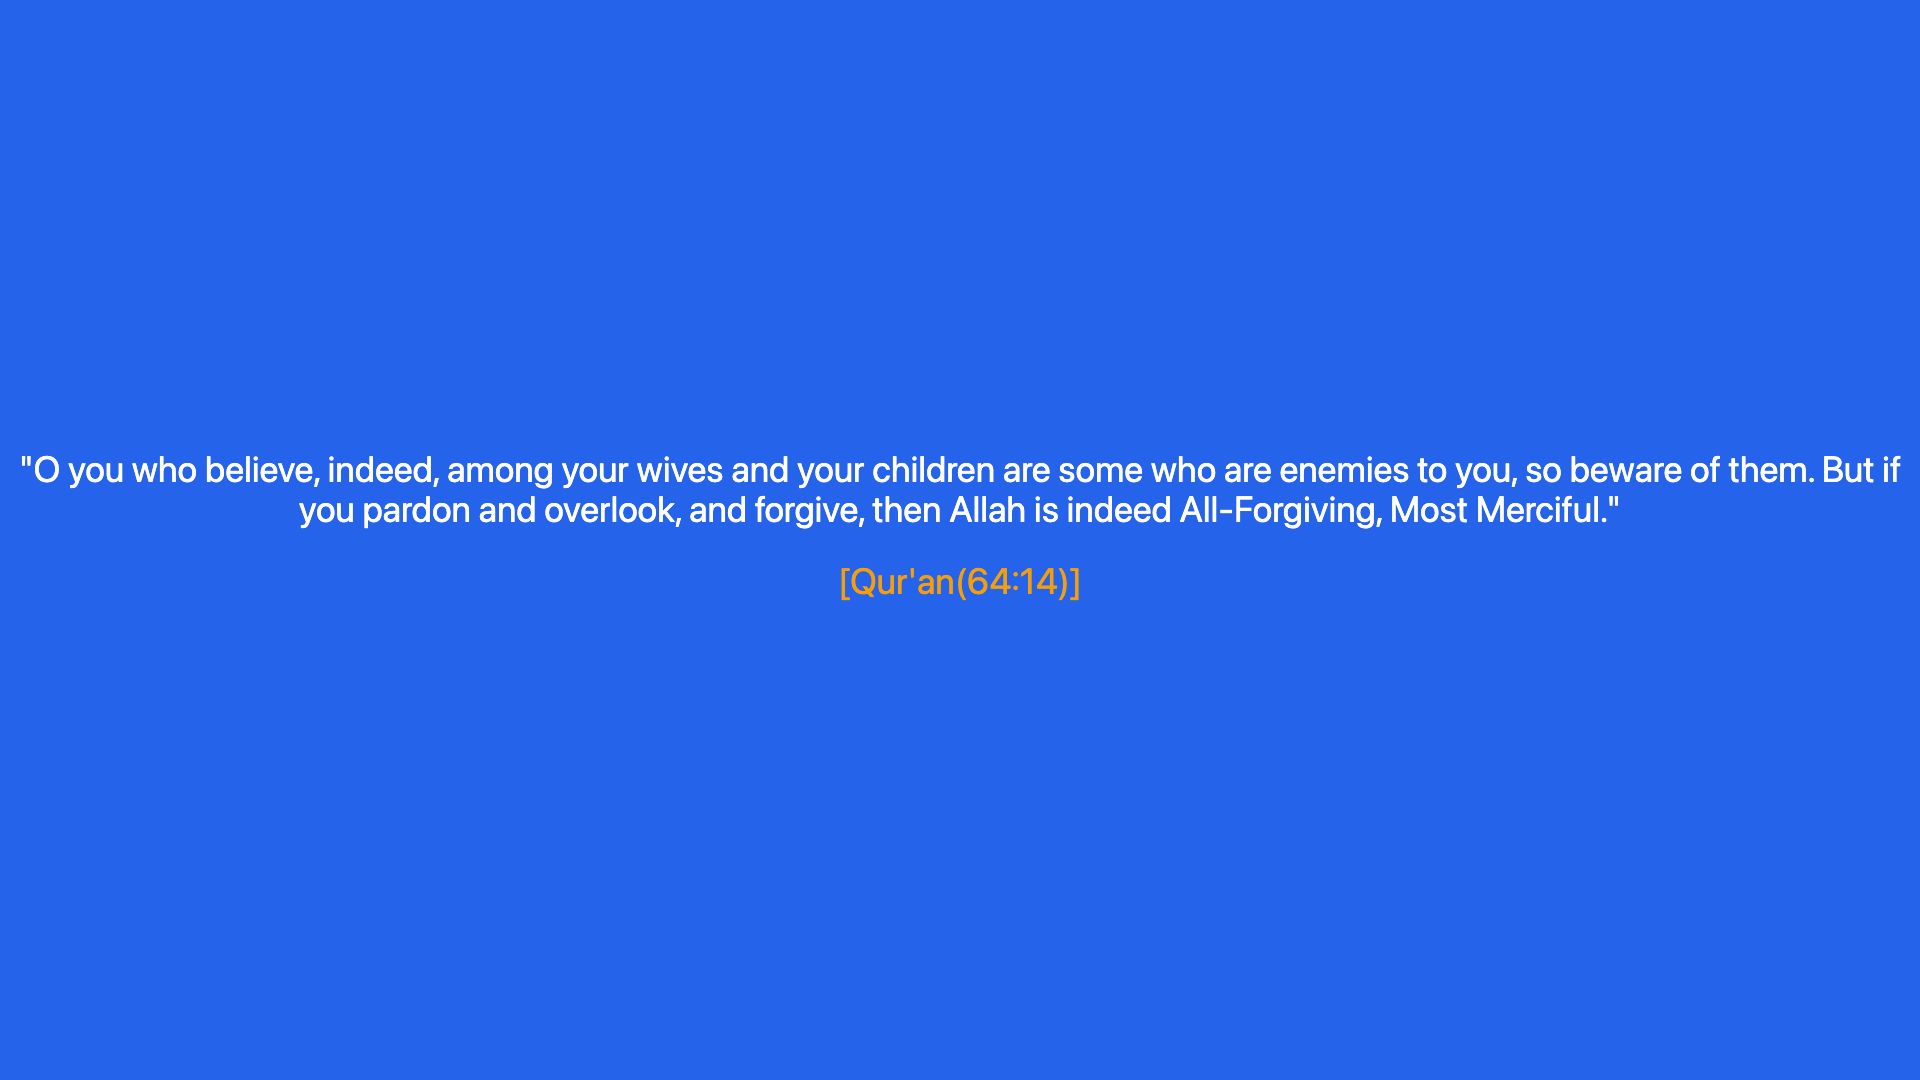 "O you who believe, indeed, among your wives and your children are some who are enemies to you, so beware of them. But if
you pardon and overlook, and forgive, then Allah is indeed All-Forgiving, Most Merciful."
[Qur'an(64:14)]